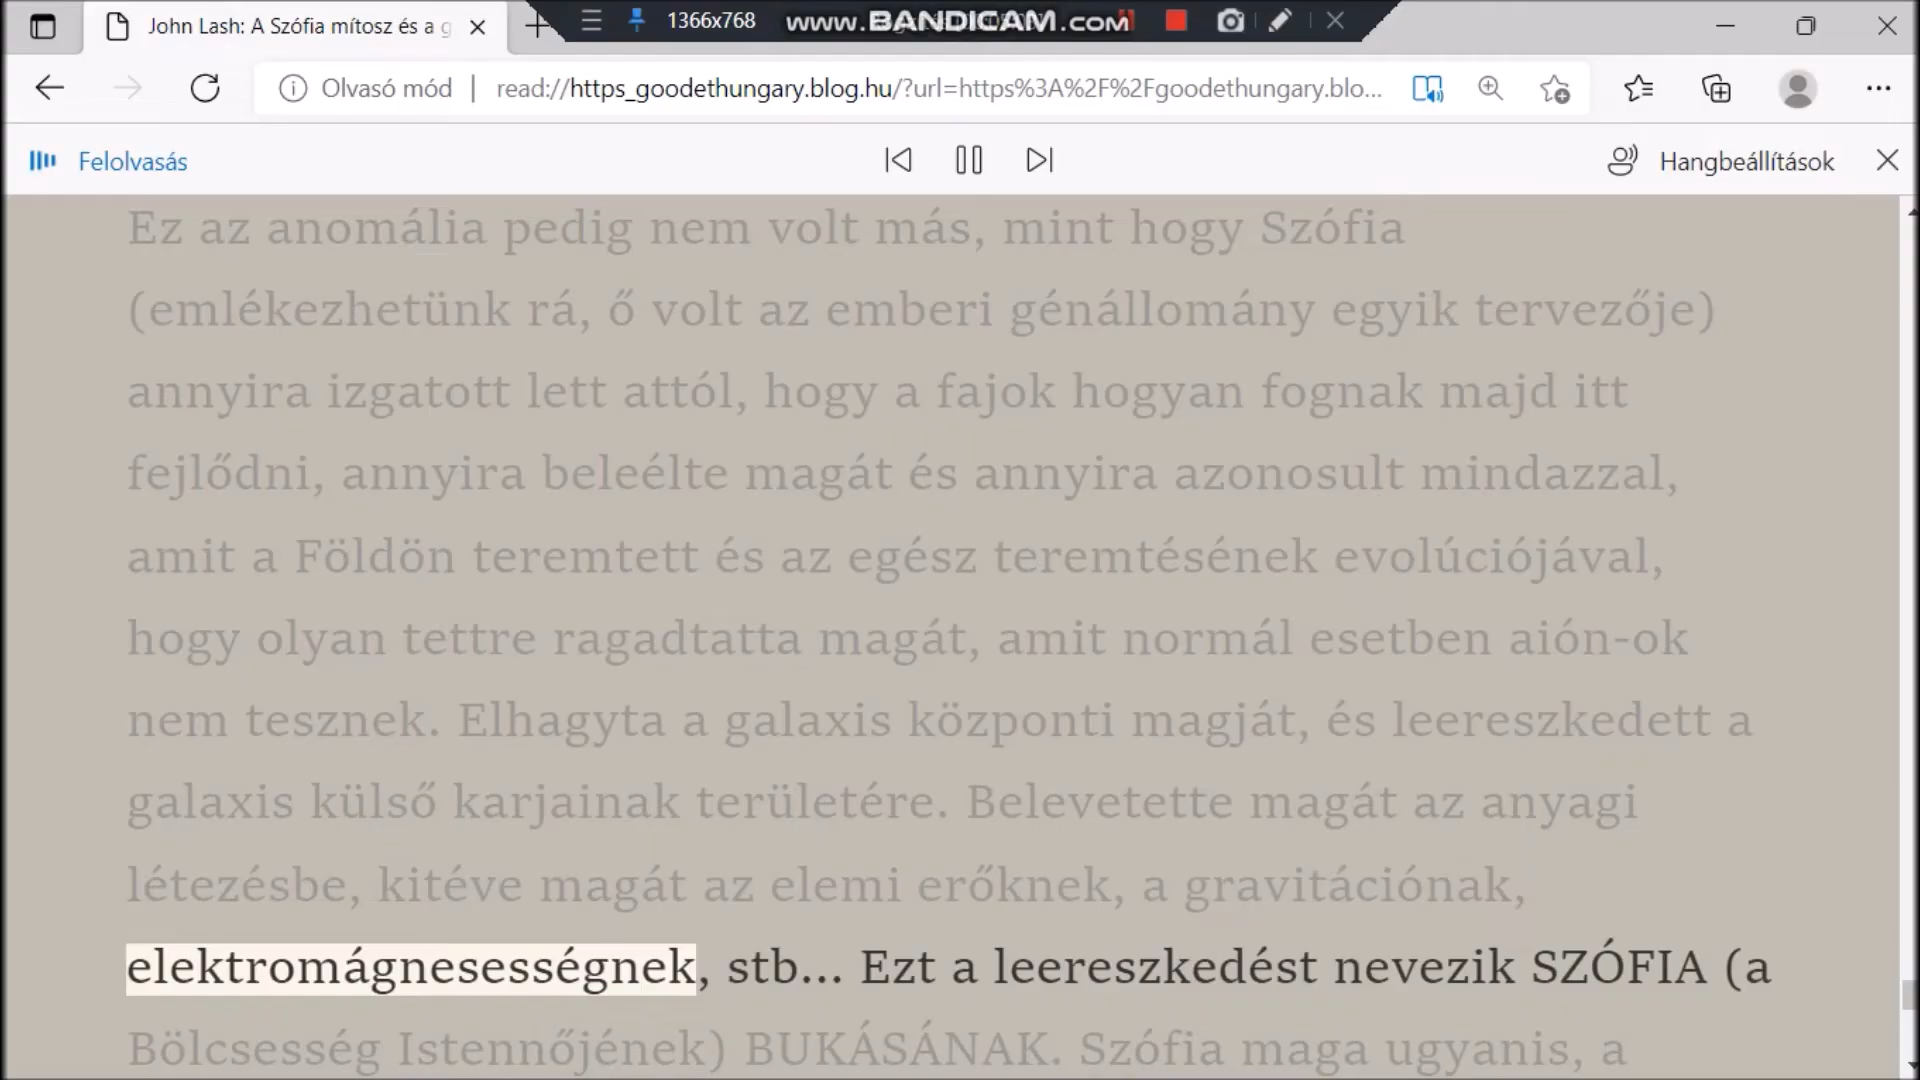 John Lash: A Szófia mítosz és a g
1366x768
www.BANDICAM.com
Olvasó mód
read://https_goodethungary.blog.hu/?url=https%3A%2F%2Fgoodethungary.blo...
Felolvasás
Hangbeállítások
Ez az anomália pedig nem volt más, mint hogy Szófia
(emlékezhetünk rá, ő volt az emberi génállomány egyik tervezője)
annyira izgatott lett attól, hogy a fajok hogyan fognak majd itt
fejlődni, annyira beleélte magát és annyira azonosult mindazzal,
amit a Földön teremtett és az egész teremtésének evolúciójával,
hogy olyan tettre ragadtatta magát, amit normál esetben aión-ok
nem tesznek. Elhagyta a galaxis központi magját, és leereszkedett a
galaxis külső karjainak területére. Belevetette magát az anyagi
létezésbe, kitéve magát az elemi erőknek, a gravitációnak,
elektromágnesességnek, stb... Ezt a leereszkedést nevezik SZÓFIA (a
Bölcsesség Istennőjének) BUKÁSÁNAK. Szófia maga ugyanis, a